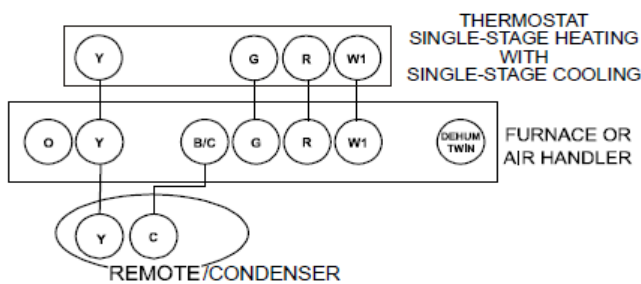 THERMOSTAT
SINGLE-STAGE HEATING
WITH
SINGLE-STAGE COOLING
Y G R W1
O Y B/C G R W1 DEHUM
TWIN
FURNACE OR
AIR HANDLER
Y C
REMOTE/CONDENSER